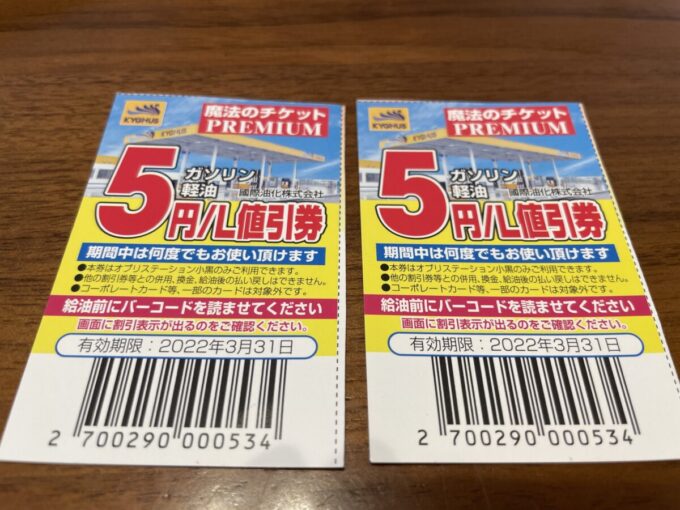 KYGNUS
魔法のチケット
PREMIUM
ガソリン
軽油
國際油化株式会社
5円/L値引券
期間中は何度でもお使い頂けます
●本券はオブリステーション小黒のみご利用できます。
●他の割引券等との併用、換金、給油後の払い戻しはできません。
●コーポレートカード等、一部のカードは対象外です。
給油前にバーコードを読ませてください
画面に割引表示が出るのをご確認ください。
有効期限:2022年3月31日
2 700290 000534
KYGNUS
魔法のチケット
PREMIUM
ガソリン
軽油
國際油化株式会社
5円/L値引券
期間中は何度でもお使い頂けます
●本券はオブリステーション小黒のみご利用できます。
●他の割引券等との併用、換金、給油後の払い戻しはできません。
●コーポレートカード等、一部のカードは対象外です。
給油前にバーコードを読ませてください
画面に割引表示が出るのをご確認ください。
有効期限:2022年3月31日
2 700290 000534